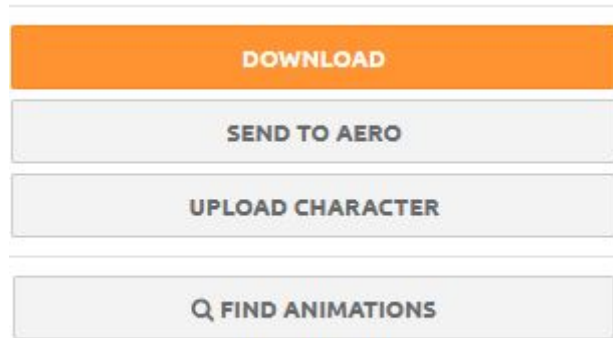 DOWNLOAD
SEND TO AERO
UPLOAD CHARACTER
FIND ANIMATIONS